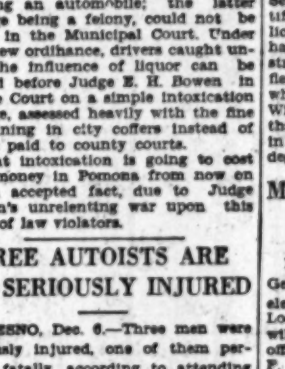 ng an automobile; the latter
e being a felony, could not be
in the Municipal Court. Under
ew ordinance, drivers caught un-
he influence of liquor can be
before Judge E. H. Bowen in
Court on a simple intoxication
e, assessed heavily with the fine
ning in city coffers instead of
paid to county courts.
at intoxication is going to cost
money in Pomona from now on
accepted fact, due to Judge
n's unrelenting war upon this
of law violators.
REE AUTOISTS ARE
SERIOUSLY INJURED
ESNO, Dec. 6.—Three men were
usly injured, one of them per-
fatally, according to attending